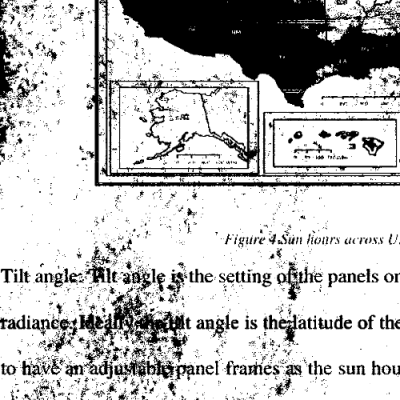 Figure 4 Sun hours across U.
Tilt angle: Tilt angle is the setting of the panels on
radiance. Ideally the tilt angle is the latitude of the
to have an adjustable panel frames as the sun hou